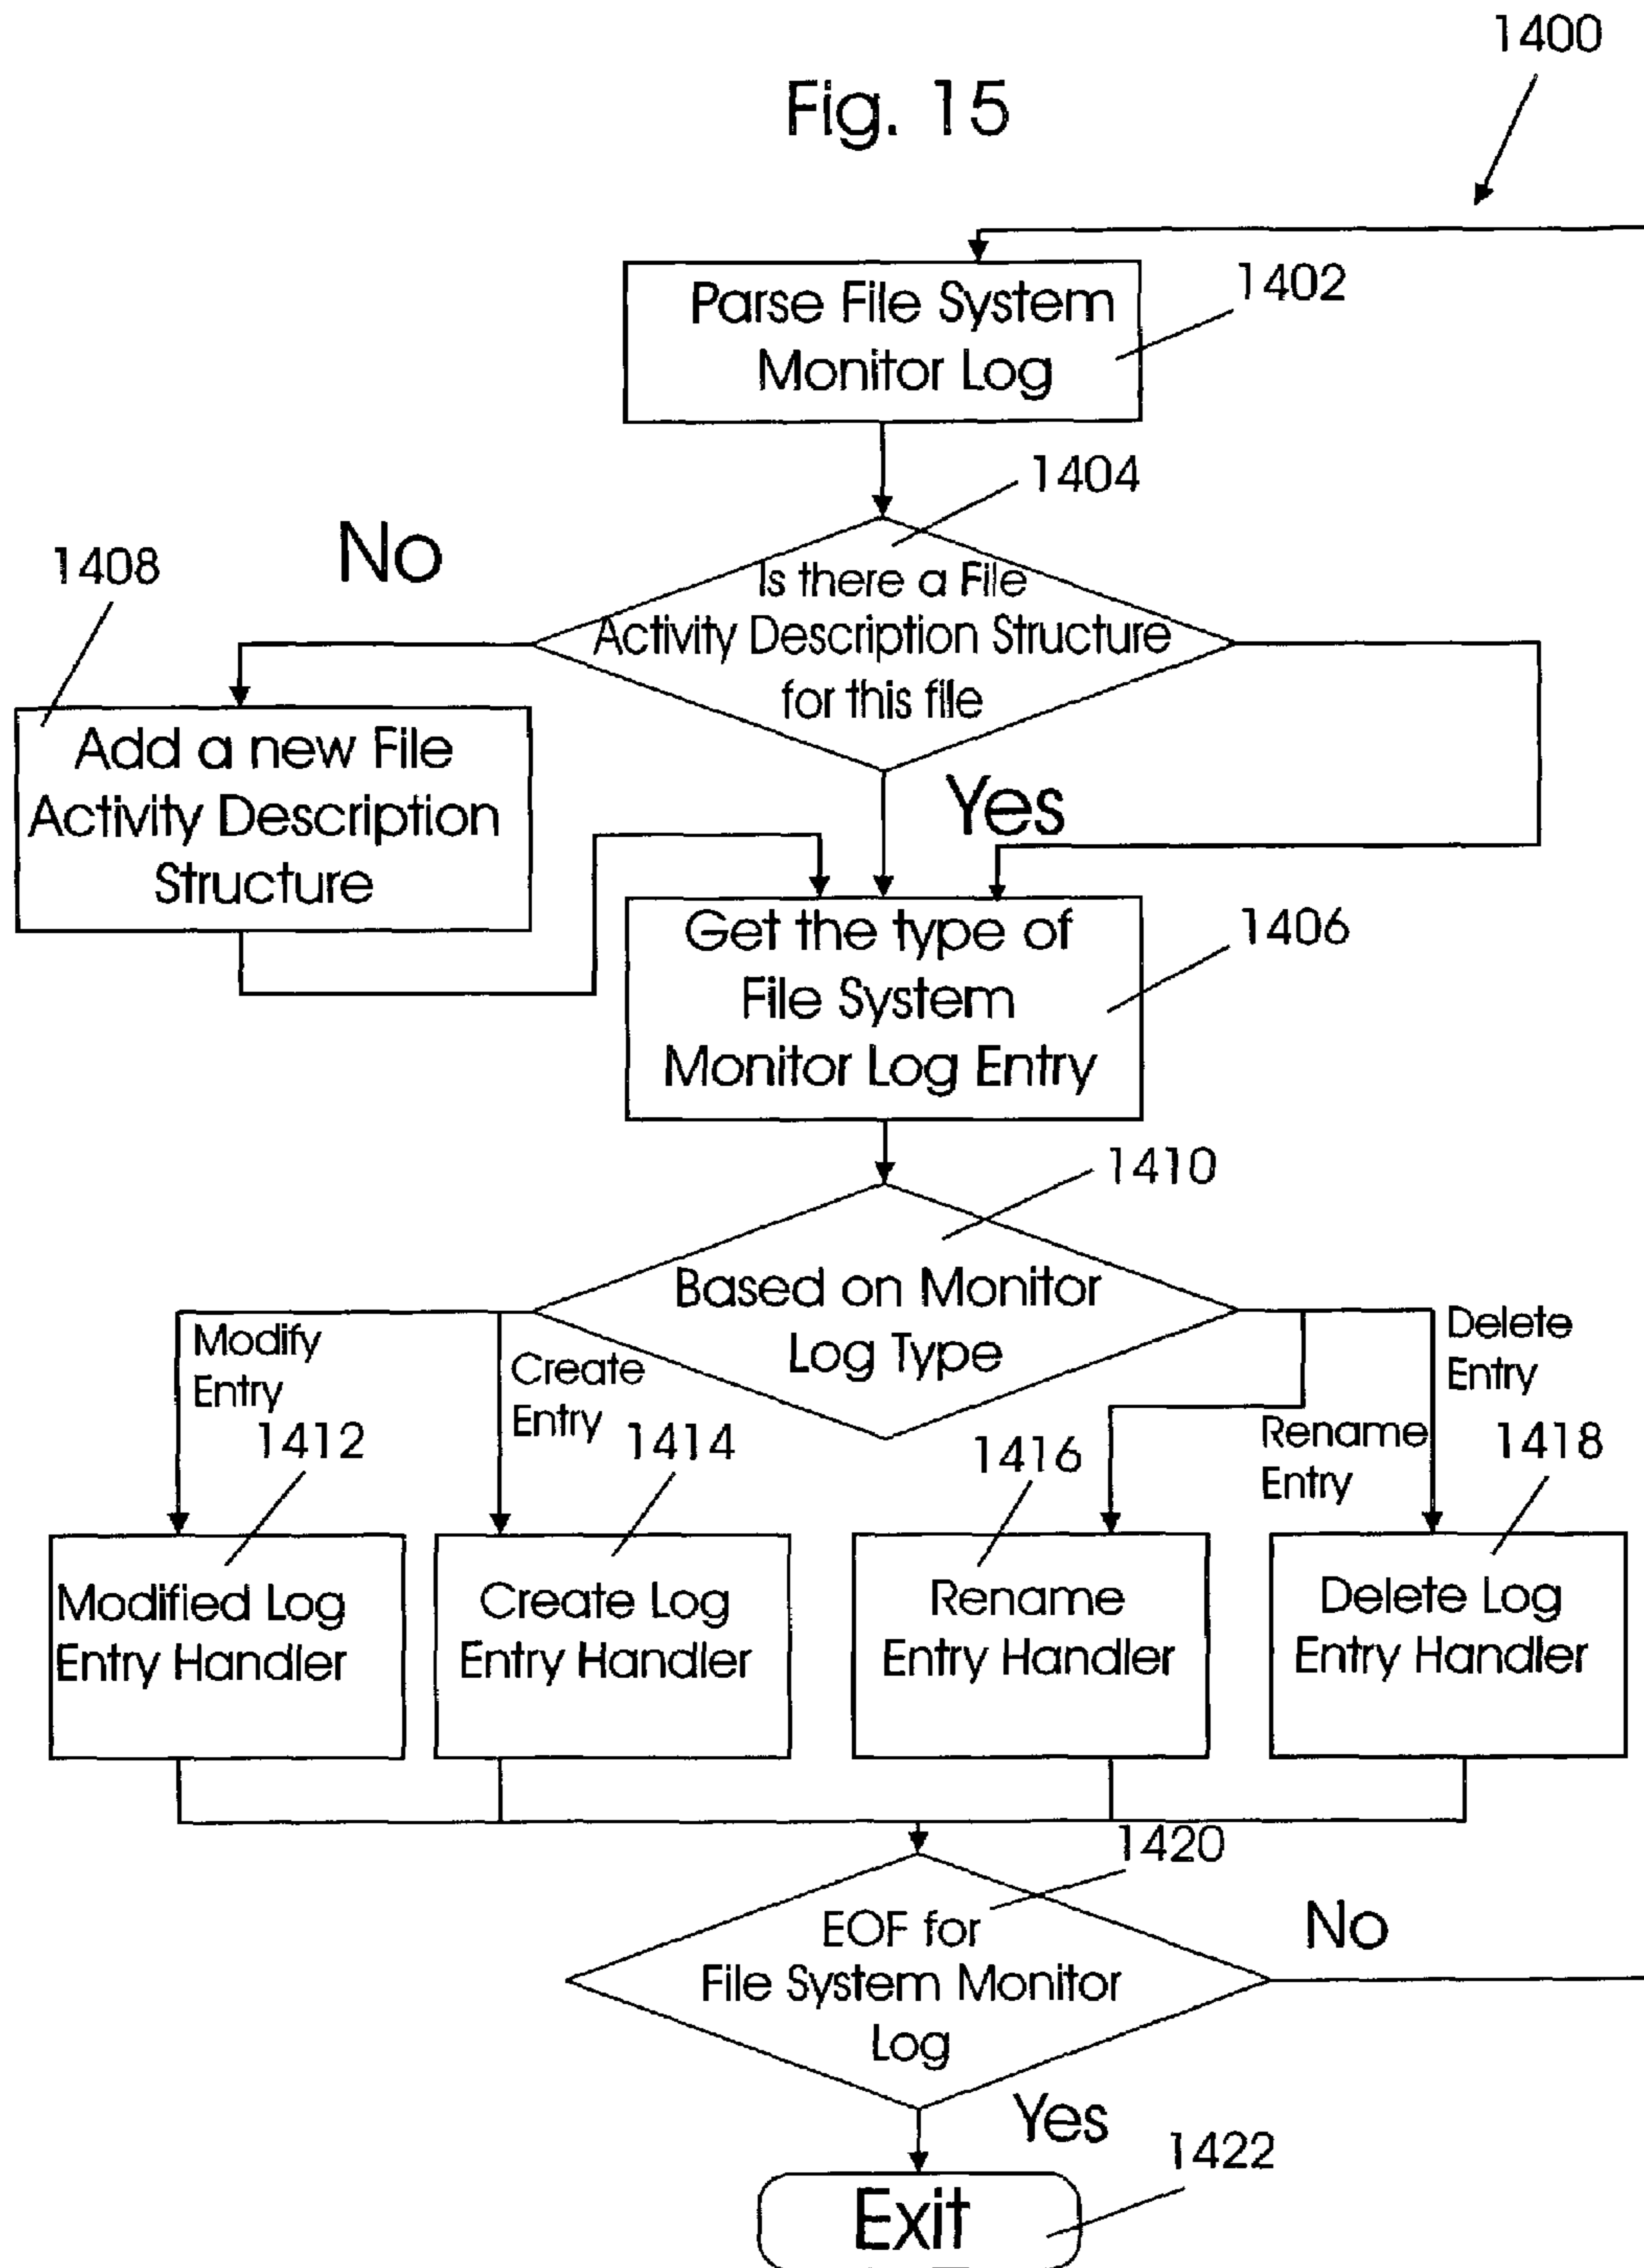 1400
Fig. 15
Parse File System
Monitor Log
1402
1404
No
1408
Is there a File
Activity Description Structure
for this file
Add a new File
Activity Description
Structure
Yes
Get the type of
File System
Monitor Log Entry
1406
1410
Based on Monitor
Log Type
Modify
Entry
Create
Entry
Delete
Entry
Rename
Entry
1412
1414
1416
1418
Modified Log
Entry Handler
Create Log
Entry Handler
Rename
Entry Handler
Delete Log
Entry Handler
1420
EOF for
File System Monitor
Log
No
Yes
1422
Exit